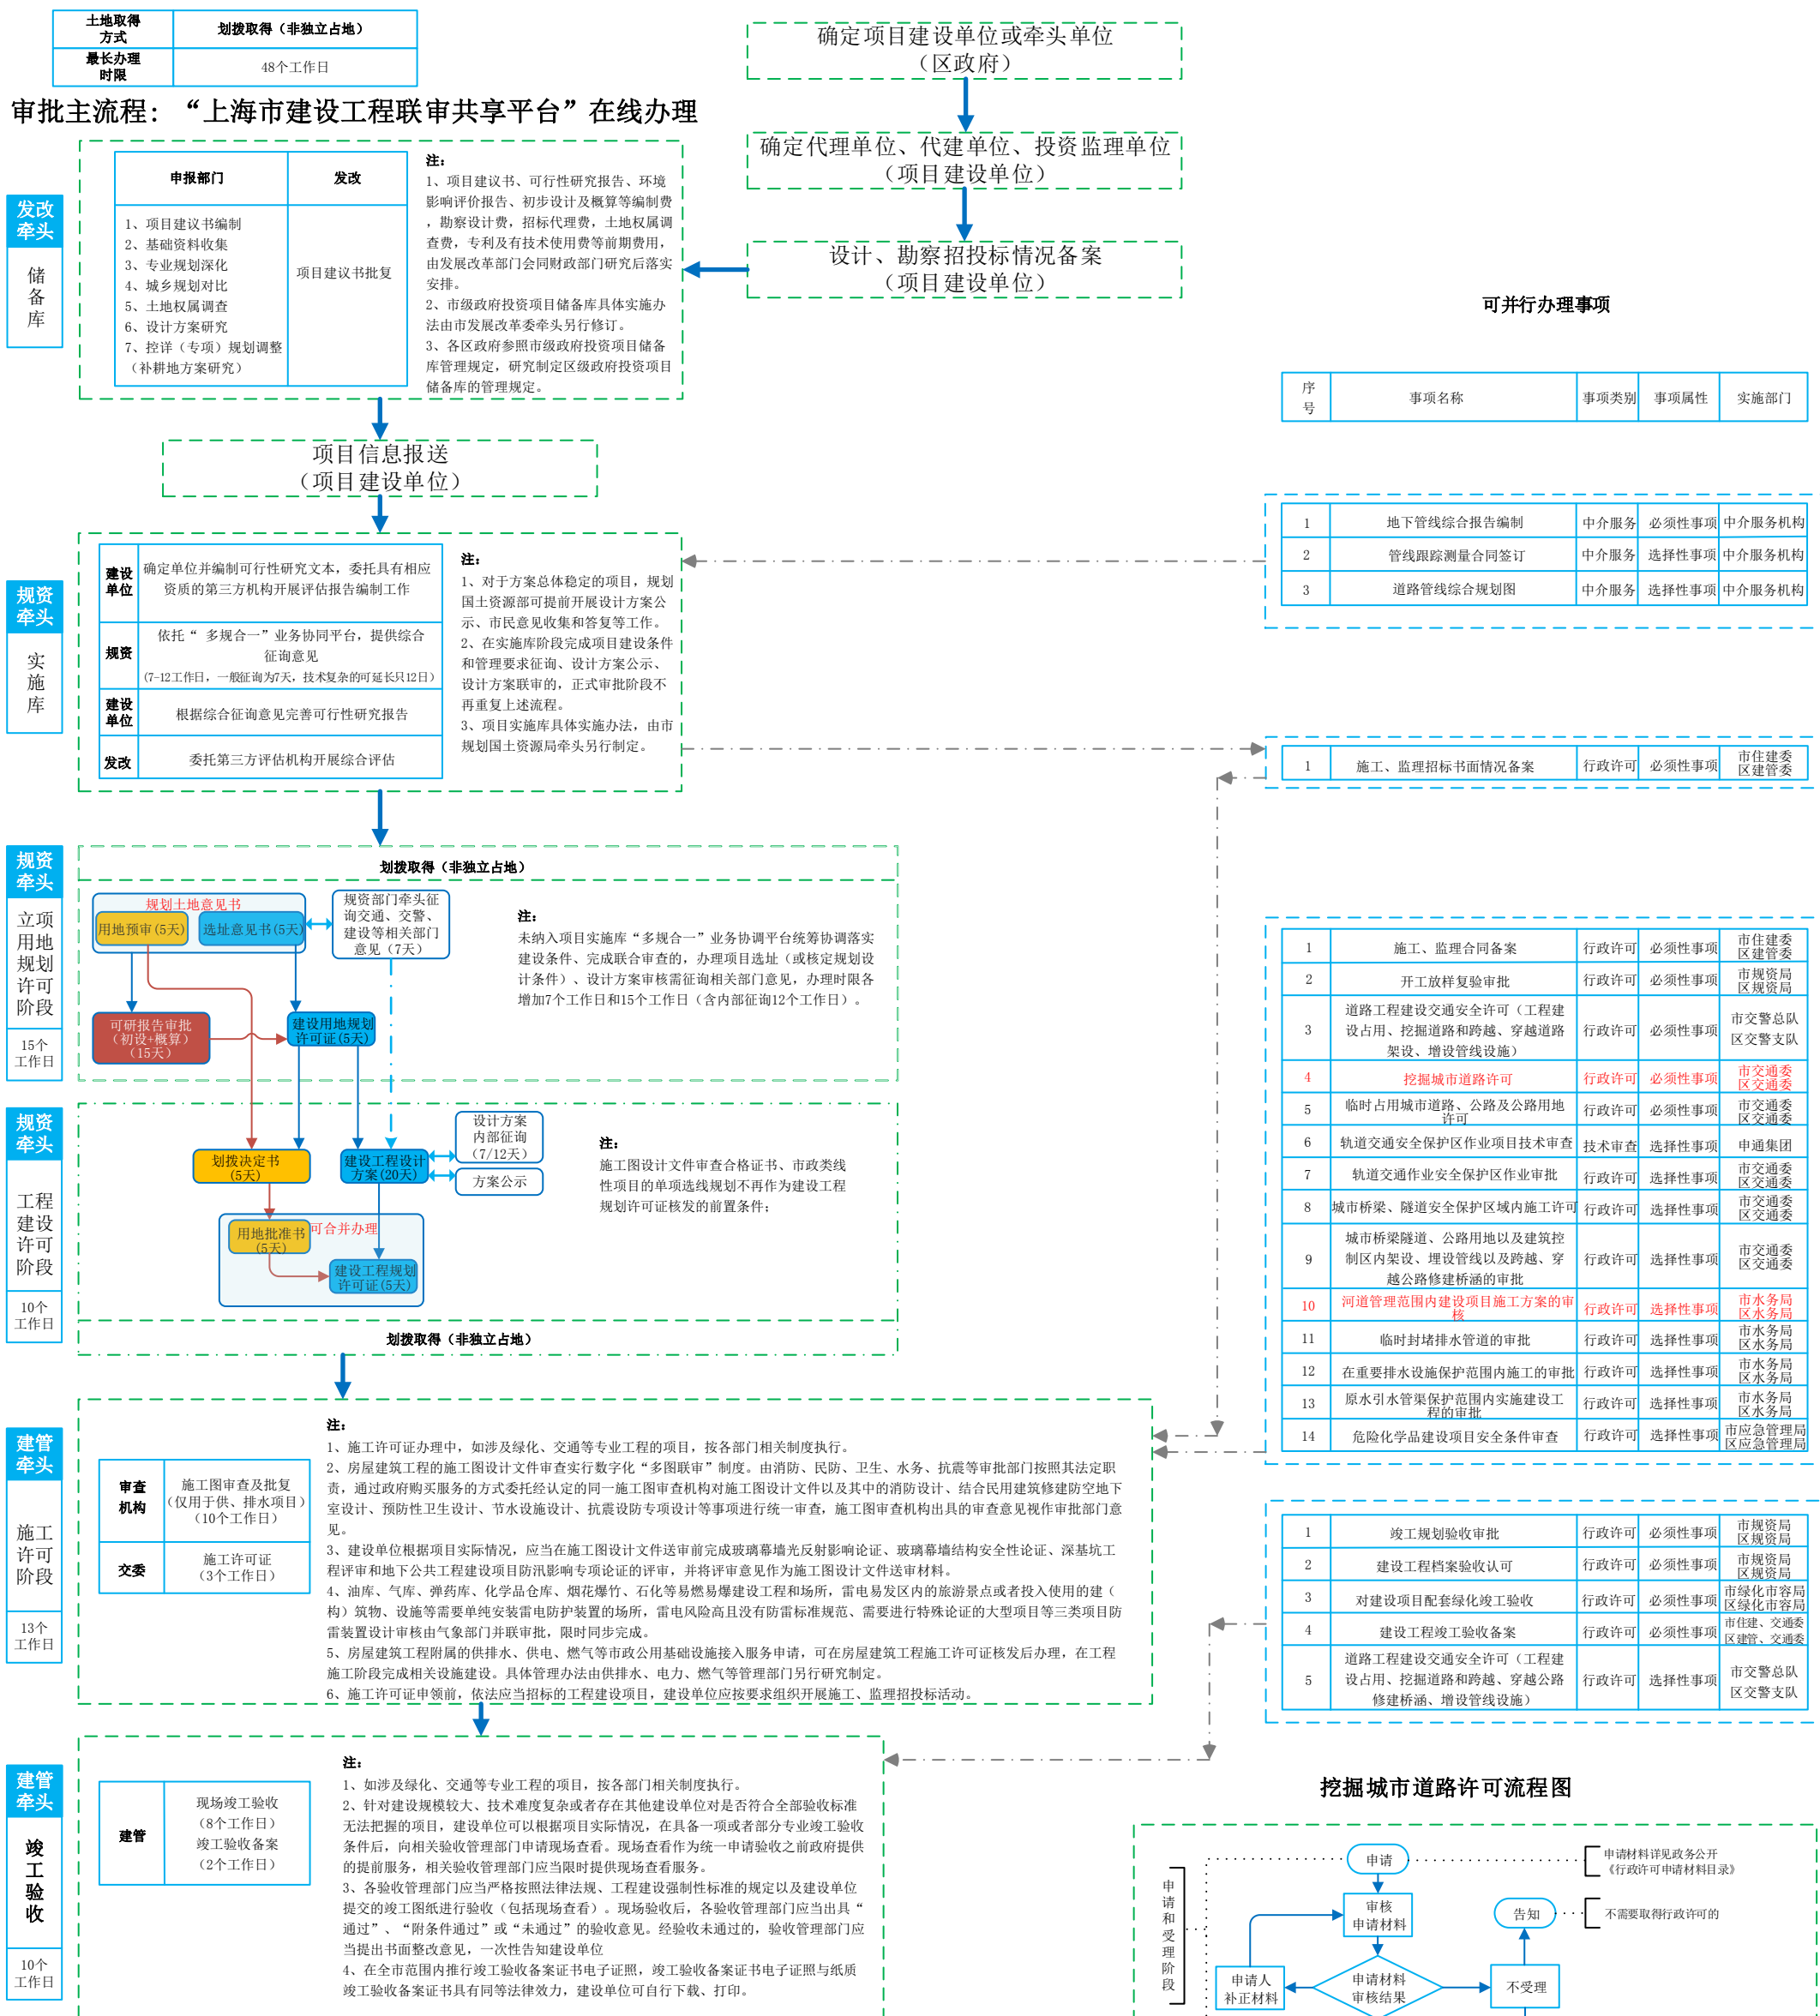 土地取得
方式
划拨取得（非独立占地）
最长办理
时限
48个工作日
审批主流程：“上海市建设工程联审共享平台”在线办理
确定项目建设单位或牵头单位
（区政府）
确定代理单位、代建单位、投资监理单位
（项目建设单位）
设计、勘察招投标情况备案
（项目建设单位）
发改
牵头
储
备
库
申报部门
发改
1、项目建议书编制
2、基础资料收集
3、专业规划深化
4、城乡规划对比
5、土地权属调查
6、设计方案研究
7、控详（专项）规划调整
（补耕地方案研究）
项目建议书批复
注：
1、项目建议书、可行性研究报告、环境
影响评价报告、初步设计及概算等编制费
，勘察设计费，招标代理费，土地权属调
查费，专利及有技术使用费等前期费用，
由发展改革部门会同财政部门研究后落实
安排。
2、市级政府投资项目储备库具体实施办
法由市发展改革委牵头另行修订。
3、各区政府参照市级政府投资项目储备
库管理规定，研究制定区级政府投资项目
储备库的管理规定。
项目信息报送
（项目建设单位）
规资
牵头
实
施
库
建设
单位
确定单位并编制可行性研究文本，委托具有相应
资质的第三方机构开展评估报告编制工作
规资
依托“ 多规合一”业务协同平台，提供综合
征询意见
(7-12工作日，一般征询为7天，技术复杂的可延长只12日)
建设
单位
根据综合征询意见完善可行性研究报告
发改
委托第三方评估机构开展综合评估
注：
1、对于方案总体稳定的项目，规划
国土资源部可提前开展设计方案公
示、市民意见收集和答复等工作。
2、在实施库阶段完成项目建设条件
和管理要求征询、设计方案公示、
设计方案联审的，正式审批阶段不
再重复上述流程。
3、项目实施库具体实施办法，由市
规划国土资源局牵头另行制定。
规资
牵头
立项
用地
规划
许可
阶段
15个
工作日
划拨取得（非独立占地）
规划土地意见书
用地预审(5天)
选址意见书(5天)
规资部门牵头征
询交通、交警、
建设等相关部门
意见（7天）
可研报告审批
（初设+概算）
（15天）
建设用地规划
许可证(5天)
注：
未纳入项目实施库“多规合一”业务协调平台统筹协调落实
建设条件、完成联合审查的，办理项目选址（或核定规划设
计条件）、设计方案审核需征询相关部门意见，办理时限各
增加7个工作日和15个工作日（含内部征询12个工作日）。
规资
牵头
工程
建设
许可
阶段
10个
工作日
划拨决定书
(5天)
建设工程设计
方案(20天)
设计方案
内部征询
（7/12天）
方案公示
用地批准书
(5天)
可合并办理
建设工程规划
许可证(5天)
注：
施工图设计文件审查合格证书、市政类线
性项目的单项选线规划不再作为建设工程
规划许可证核发的前置条件；
划拨取得（非独立占地）
建管
牵头
施工
许可
阶段
13个
工作日
审查
机构
施工图审查及批复
（仅用于供、排水项目）
（10个工作日）
交委
施工许可证
（3个工作日）
注：
1、施工许可证办理中，如涉及绿化、交通等专业工程的项目，按各部门相关制度执行。
2、房屋建筑工程的施工图设计文件审查实行数字化“多图联审”制度。由消防、民防、卫生、水务、抗震等审批部门按照其法定职
责，通过政府购买服务的方式委托经认定的同一施工图审查机构对施工图设计文件以及其中的消防设计、结合民用建筑修建防空地下
室设计、预防性卫生设计、节水设施设计、抗震设防专项设计等事项进行统一审查，施工图审查机构出具的审查意见视作审批部门意
见。
3、建设单位根据项目实际情况，应当在施工图设计文件送审前完成玻璃幕墙光反射影响论证、玻璃幕墙结构安全性论证、深基坑工
程评审和地下公共工程建设项目防汛影响专项论证的评审，并将评审意见作为施工图设计文件送审材料。
4、油库、气库、弹药库、化学品仓库、烟花爆竹、石化等易燃易爆建设工程和场所，雷电易发区内的旅游景点或者投入使用的建（
构）筑物、设施等需要单纯安装雷电防护装置的场所，雷电风险高且没有防雷标准规范、需要进行特殊论证的大型项目等三类项目防
雷装置设计审核由气象部门并联审批，限时同步完成。
5、房屋建筑工程附属的供排水、供电、燃气等市政公用基础设施接入服务申请，可在房屋建筑工程施工许可证核发后办理，在工程
施工阶段完成相关设施建设。具体管理办法由供排水、电力、燃气等管理部门另行研究制定。
6、施工许可证申领前，依法应当招标的工程建设项目，建设单位应按要求组织开展施工、监理招投标活动。
建管
牵头
竣
工
验
收
10个
工作日
建管
现场竣工验收
（8个工作日）
竣工验收备案
（2个工作日）
注：
1、如涉及绿化、交通等专业工程的项目，按各部门相关制度执行。
2、针对建设规模较大、技术难度复杂或者存在其他建设单位对是否符合全部验收标准
无法把握的项目，建设单位可以根据项目实际情况，在具备一项或者部分专业竣工验收
条件后，向相关验收管理部门申请现场查看。现场查看作为统一申请验收之前政府提供
的提前服务，相关验收管理部门应当限时提供现场查看服务。
3、各验收管理部门应当严格按照法律法规、工程建设强制性标准的规定以及建设单位
提交的竣工图纸进行验收（包括现场查看）。现场验收后，各验收管理部门应当出具“
通过”、“附条件通过”或“未通过”的验收意见。经验收未通过的，验收管理部门应
当提出书面整改意见，一次性告知建设单位
4、在全市范围内推行竣工验收备案证书电子证照，竣工验收备案证书电子证照与纸质
竣工验收备案证书具有同等法律效力，建设单位可自行下载、打印。
可并行办理事项
序
号
事项名称 事项类别 事项属性 实施部门
1 地下管线综合报告编制 中介服务 必须性事项 中介服务机构
2 管线跟踪测量合同签订 中介服务 选择性事项 中介服务机构
3 道路管线综合规划图 中介服务 选择性事项 中介服务机构
1 施工、监理招标书面情况备案 行政许可 必须性事项 市住建委
区建管委
1 施工、监理合同备案 行政许可 必须性事项 市住建委
区建管委
2 开工放样复验审批 行政许可 必须性事项 市规资局
区规资局
道路工程建设交通安全许可（工程建
3 设占用、挖掘道路和跨越、穿越道路 行政许可 必须性事项 市交警总队
架设、增设管线设施） 区交警支队
4 挖掘城市道路许可 行政许可 必须性事项 市交通委
区交通委
5 临时占用城市道路、公路及公路用地 行政许可 必须性事项 市交通委
许可 区交通委
6 轨道交通安全保护区作业项目技术审查 技术审查 选择性事项 申通集团
7 轨道交通作业安全保护区作业审批 行政许可 选择性事项 市交通委
区交通委
8 城市桥梁、隧道安全保护区域内施工许可 行政许可 选择性事项 市交通委
区交通委
城市桥梁隧道、公路用地以及建筑控
9 制区内架设、埋设管线以及跨越、穿 行政许可 选择性事项 市交通委
越公路修建桥涵的审批 区交通委
10 河道管理范围内建设项目施工方案的审 行政许可 选择性事项 市水务局
核 区水务局
11 临时封堵排水管道的审批 行政许可 选择性事项 市水务局
区水务局
12 在重要排水设施保护范围内施工的审批 行政许可 选择性事项 市水务局
区水务局
13 原水引水管渠保护范围内实施建设工 行政许可 选择性事项 市水务局
程的审批 区水务局
14 危险化学品建设项目安全条件审查 行政许可 选择性事项 市应急管理局
区应急管理局
1 竣工规划验收审批 行政许可 必须性事项 市规资局
区规资局
2 建设工程档案验收认可 行政许可 必须性事项 市规资局
区规资局
3 对建设项目配套绿化竣工验收 行政许可 必须性事项 市绿化市容局
区绿化市容局
4 建设工程竣工验收备案 行政许可 必须性事项 市住建、交通委
区建管、交通委
道路工程建设交通安全许可（工程建
5 设占用、挖掘道路和跨越、穿越公路 行政许可 选择性事项 市交警总队
修建桥涵、增设管线设施） 区交警支队
挖掘城市道路许可流程图
申
请
和
受
理
阶
段
申请
申请材料详见政务公开
《行政许可申请材料目录》
审核
申请材料
告知
不需要取得行政许可的
申请人
补正材料
申请材料
审核结果
不受理